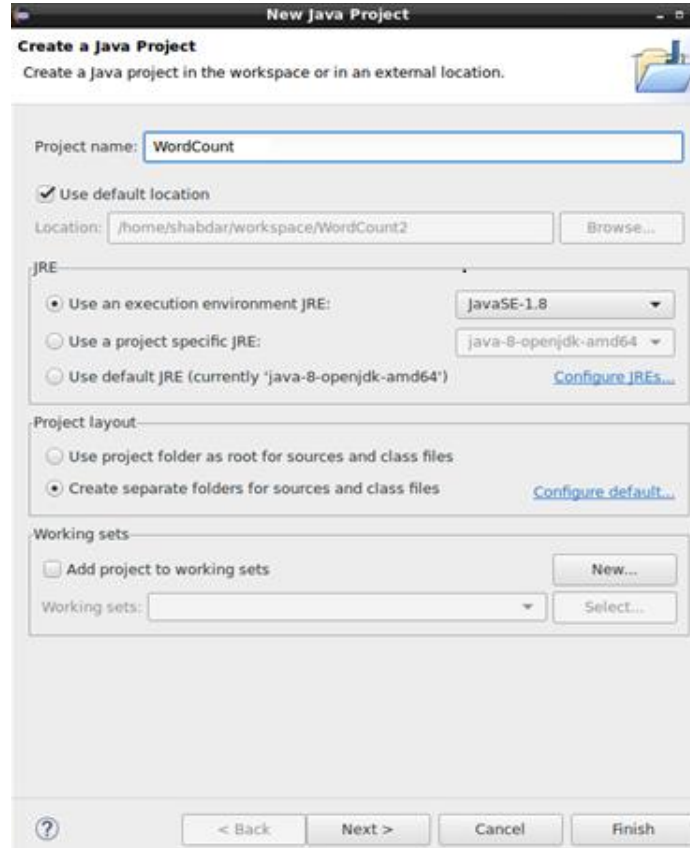 New Java Project
Create a Java Project
Create a Java project in the workspace or in an external location.
Project name: WordCount
Use default location
Location: /home/shabdar/workspace/WordCount2 Browse...
JRE
Use an execution environment JRE: JavaSE-1.8
Use a project specific JRE: java-8-openjdk-amd64
Use default JRE (currently 'java-8-openjdk-amd64') Configure JREs...
Project layout
Use project folder as root for sources and class files
Create separate folders for sources and class files Configure default...
Working sets
Add project to working sets New...
Working sets: Select...
? < Back Next > Cancel Finish